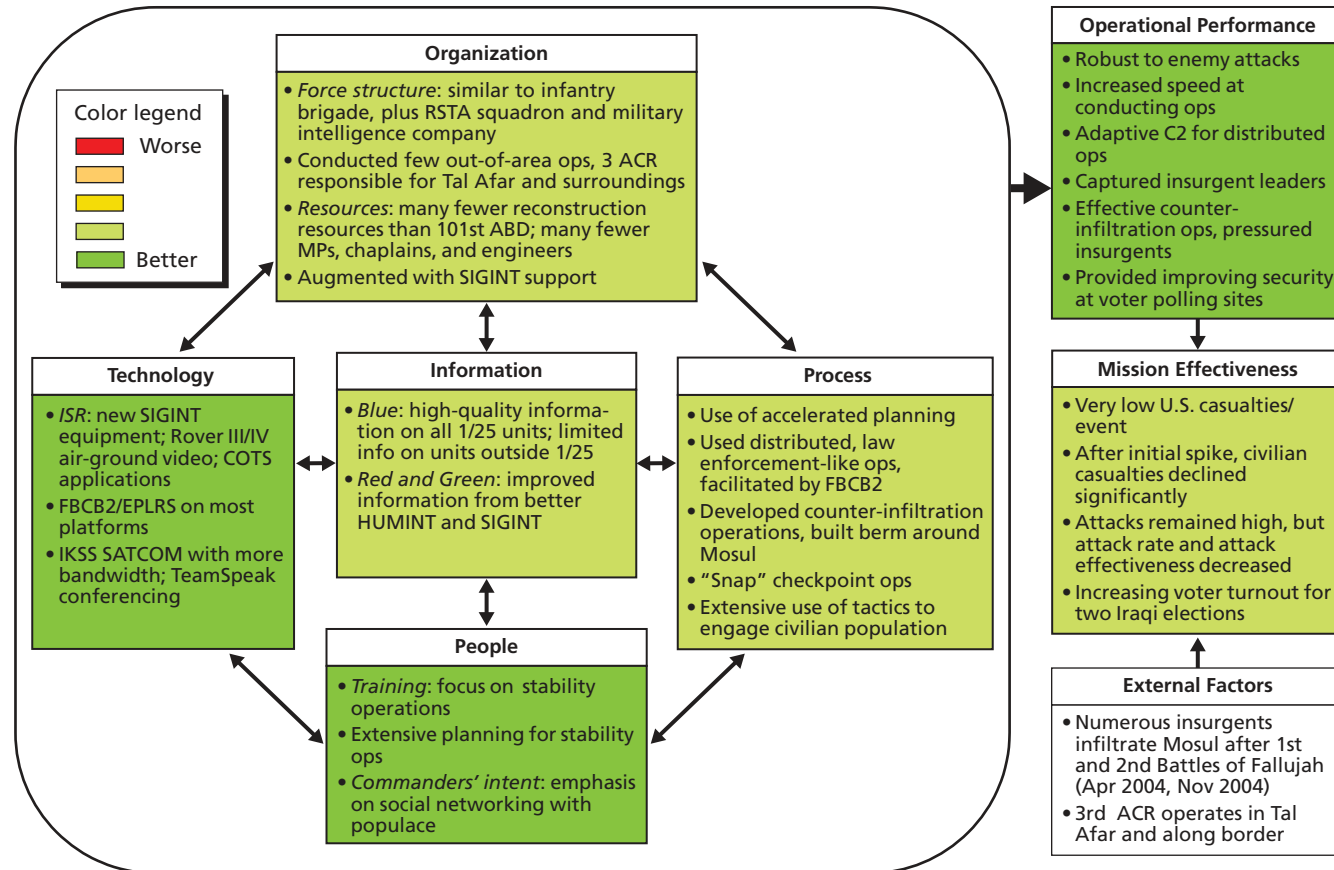 Organization
• Force structure: similar to infantry
brigade, plus RSTA squadron and military
intelligence company
• Conducted few out-of-area ops, 3 ACR
responsible for Tal Afar and surroundings
• Resources: many fewer reconstruction
resources than 101st ABD; many fewer
MPs, chaplains, and engineers
• Augmented with SIGINT support
Color legend
Worse
Better
Technology
• ISR: new SIGINT
equipment; Rover III/IV
air-ground video; COTS
applications
• FBCB2/EPLRS on most
platforms
• IKSS SATCOM with more
bandwidth; TeamSpeak
conferencing
Information
• Blue: high-quality informa-
tion on all 1/25 units; limited
info on units outside 1/25
• Red and Green: improved
information from better
HUMINT and SIGINT
Process
• Use of accelerated planning
• Used distributed, law
enforcement-like ops,
facilitated by FBCB2
• Developed counter-infiltration
operations, built berm around
Mosul
• “Snap” checkpoint ops
• Extensive use of tactics to
engage civilian population
People
• Training: focus on stability
operations
• Extensive planning for stability
ops
• Commanders’ intent: emphasis
on social networking with
populace
Operational Performance
• Robust to enemy attacks
• Increased speed at
conducting ops
• Adaptive C2 for distributed
ops
• Captured insurgent leaders
• Effective counter-
infiltration ops, pressured
insurgents
• Provided improving security
at voter polling sites
Mission Effectiveness
• Very low U.S. casualties/
event
• After initial spike, civilian
casualties declined
significantly
• Attacks remained high, but
attack rate and attack
effectiveness decreased
• Increasing voter turnout for
two Iraqi elections
External Factors
• Numerous insurgents
infiltrate Mosul after 1st
and 2nd Battles of Fallujah
(Apr 2004, Nov 2004)
• 3rd ACR operates in Tal
Afar and along border